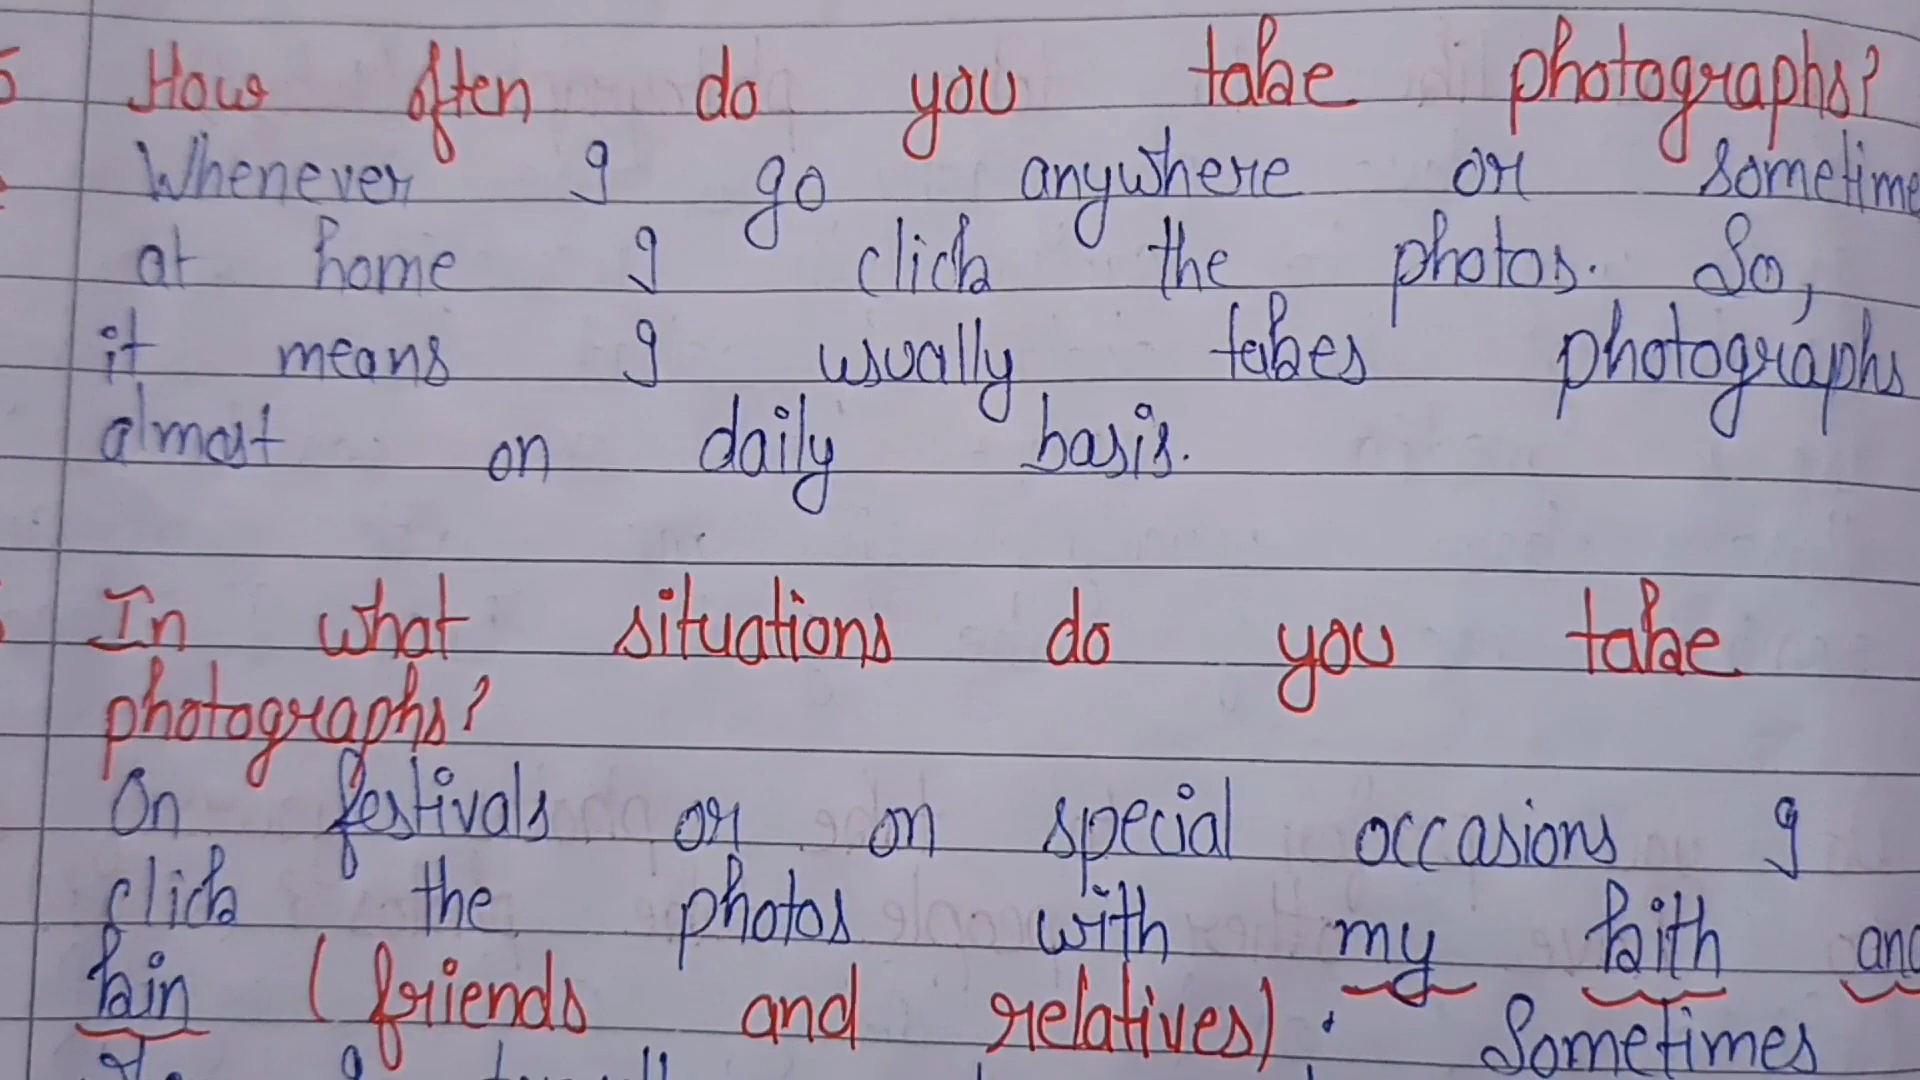 5 How often do you take photographs?
Whenever I go anywhere or sometime
at home I click the photos. So,
it means I usually takes photographs
almost on daily basis.
In what situations do you take
photographs?
On festivals or on special occasions I
click the photos with my kith and
kin (friends and relatives). Sometimes